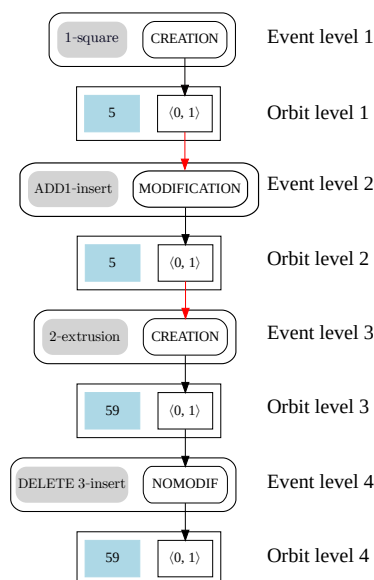 1-square CREATION Event level 1
5 ⟨0, 1⟩ Orbit level 1
ADD1-insert MODIFICATION Event level 2
5 ⟨0, 1⟩ Orbit level 2
2-extrusion CREATION Event level 3
59 ⟨0, 1⟩ Orbit level 3
DELETE 3-insert NOMODIF Event level 4
59 ⟨0, 1⟩ Orbit level 4